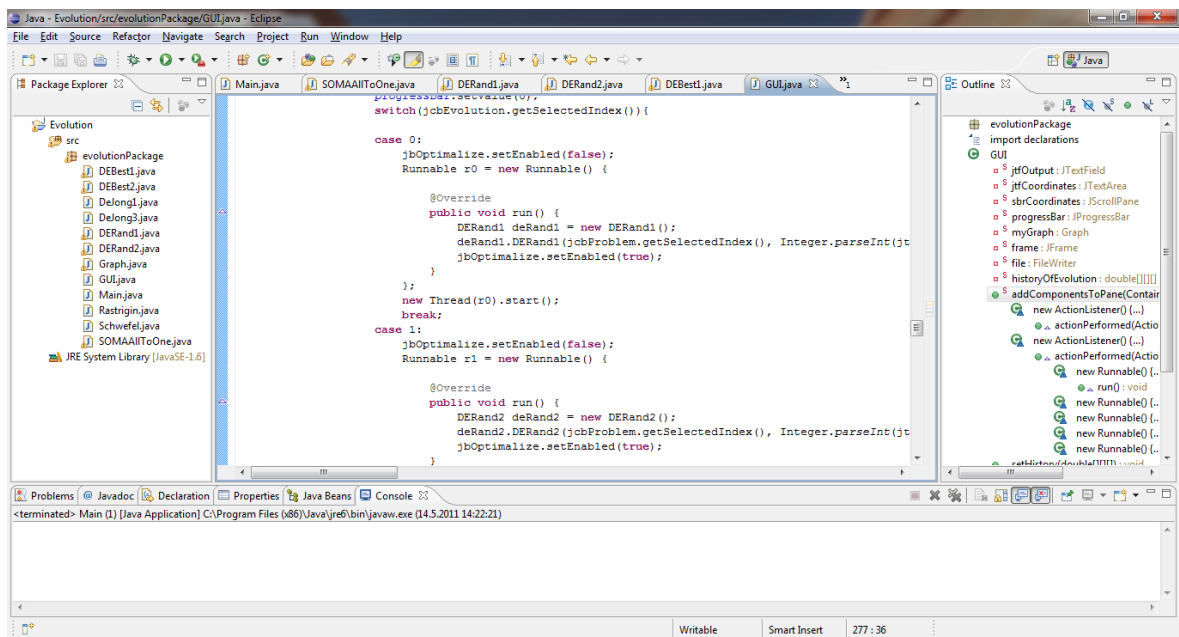 Java - Evolution/src/evolutionPackage/GUI.java - Eclipse
File Edit Source Refactor Navigate Search Project Run Window Help
Java
Package Explorer
Evolution
src
evolutionPackage
DEBest1.java
DEBest2.java
DeJong1.java
DeJong3.java
DERand1.java
DERand2.java
Graph.java
GUI.java
Main.java
Rastrigin.java
Schwefel.java
SOMAAllToOne.java
JRE System Library [JavaSE-1.6]
Main.java SOMAAllToOne.java DERand1.java DERand2.java DEBest1.java GUI.java »1
progressBar.setValue(0);
switch(jcbEvolution.getSelectedIndex()){
case 0:
jbOptimalize.setEnabled(false);
Runnable r0 = new Runnable() {
@Override
public void run() {
DERand1 deRand1 = new DERand1();
deRand1.DERand1(jcbProblem.getSelectedIndex(), Integer.parseInt(jt
jbOptimalize.setEnabled(true);
}
};
new Thread(r0).start();
break;
case 1:
jbOptimalize.setEnabled(false);
Runnable r1 = new Runnable() {
@Override
public void run() {
DERand2 deRand2 = new DERand2();
deRand2.DERand2(jcbProblem.getSelectedIndex(), Integer.parseInt(jt
jbOptimalize.setEnabled(true);
}
Outline
evolutionPackage
import declarations
GUI
jtfOutput : JTextField
jtfCoordinates : JTextArea
sbrCoordinates : JScrollPane
progressBar : JProgressBar
myGraph : Graph
frame : JFrame
file : FileWriter
historyOfEvolution : double[][][]
addComponentsToPane(Contair
new ActionListener() {...}
actionPerformed(Actio
new ActionListener() {...}
actionPerformed(Actio
new Runnable() {..
run() : void
new Runnable() {..
new Runnable() {..
new Runnable() {..
new Runnable() {..
setHistory(double[][][]) : void
Problems @ Javadoc Declaration Properties Java Beans Console
<terminated> Main (1) [Java Application] C:\Program Files (x86)\Java\jre6\bin\javaw.exe (14.5.2011 14:22:21)
Writable Smart Insert 277 : 36